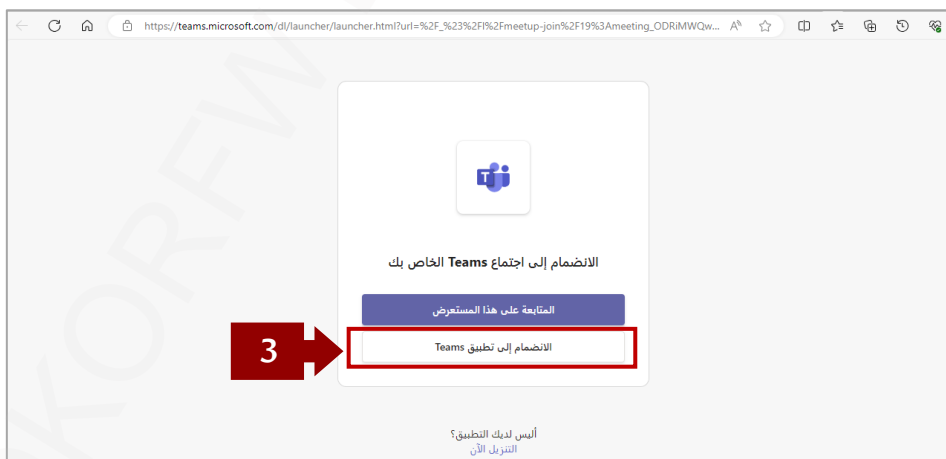 https://teams.microsoft.com/dl/launcher/launcher.html?url=%2F_%23%2Fl%2Fmeetup-join%2F19%3Ameeting_ODRiMWQw...
الانضمام إلى اجتماع Teams الخاص بك
المتابعة على هذا المستعرض
3
الانضمام إلى تطبيق Teams
أليس لديك التطبيق؟
التنزيل الآن